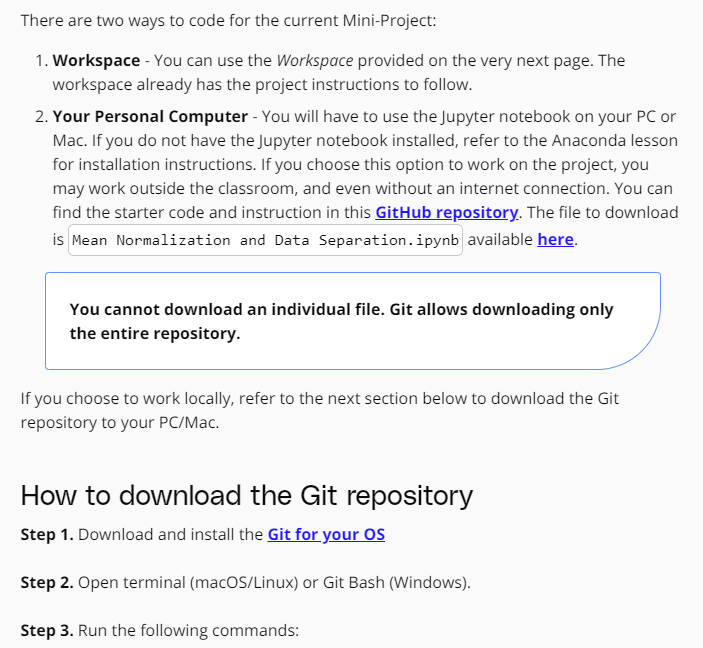 There are two ways to code for the current Mini-Project:
1. Workspace - You can use the Workspace provided on the very next page. The
workspace already has the project instructions to follow.
2. Your Personal Computer - You will have to use the Jupyter notebook on your PC or
Mac. If you do not have the Jupyter notebook installed, refer to the Anaconda lesson
for installation instructions. If you choose this option to work on the project, you
may work outside the classroom, and even without an internet connection. You can
find the starter code and instruction in this GitHub repository. The file to download
is Mean Normalization and Data Separation.ipynb available here.
You cannot download an individual file. Git allows downloading only
the entire repository.
If you choose to work locally, refer to the next section below to download the Git
repository to your PC/Mac.
How to download the Git repository
Step 1. Download and install the Git for your OS
Step 2. Open terminal (macOS/Linux) or Git Bash (Windows).
Step 3. Run the following commands: